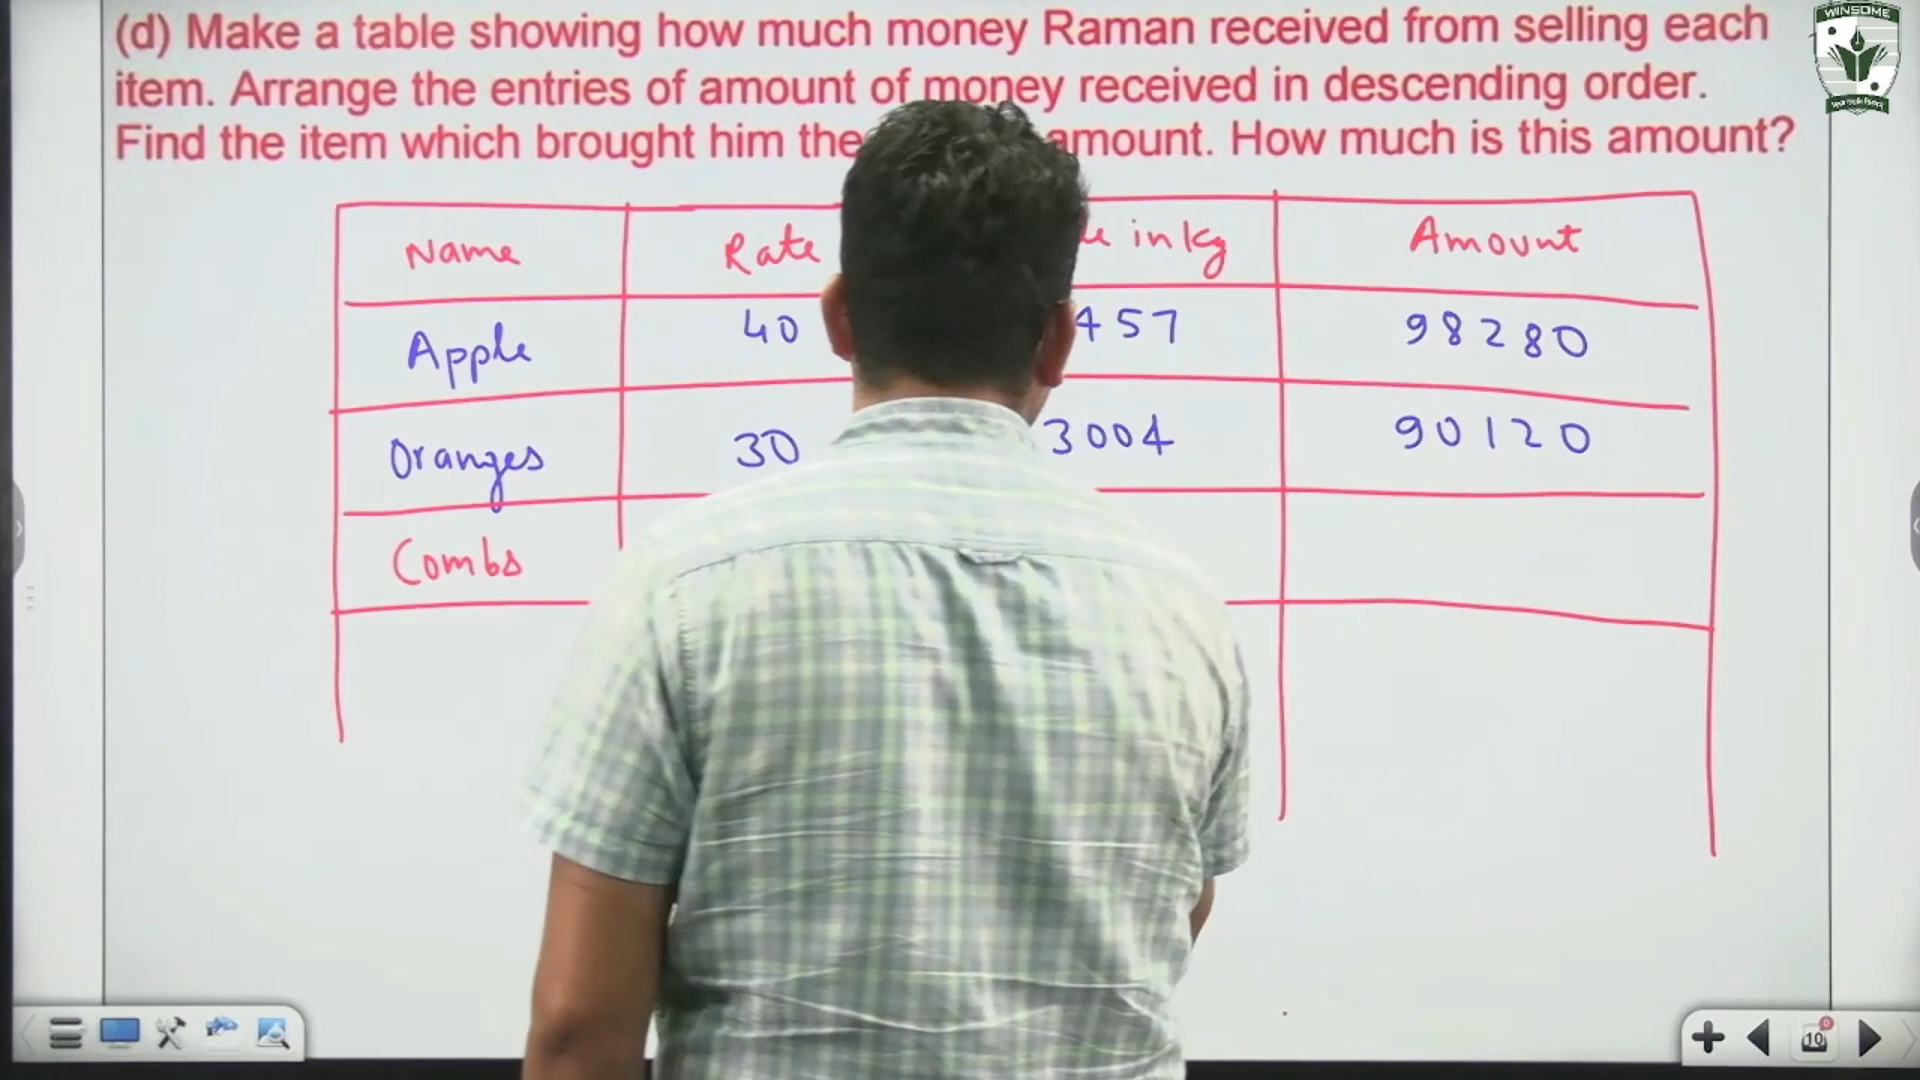 (d) Make a table showing how much money Raman received from selling each
item. Arrange the entries of amount of money received in descending order.
Find the item which brought him the amount. How much is this amount?
Name Rate in kg Amount
Apple 40 457 98280
Oranges 30 3004 90120
Combs
WINSOME
10
0